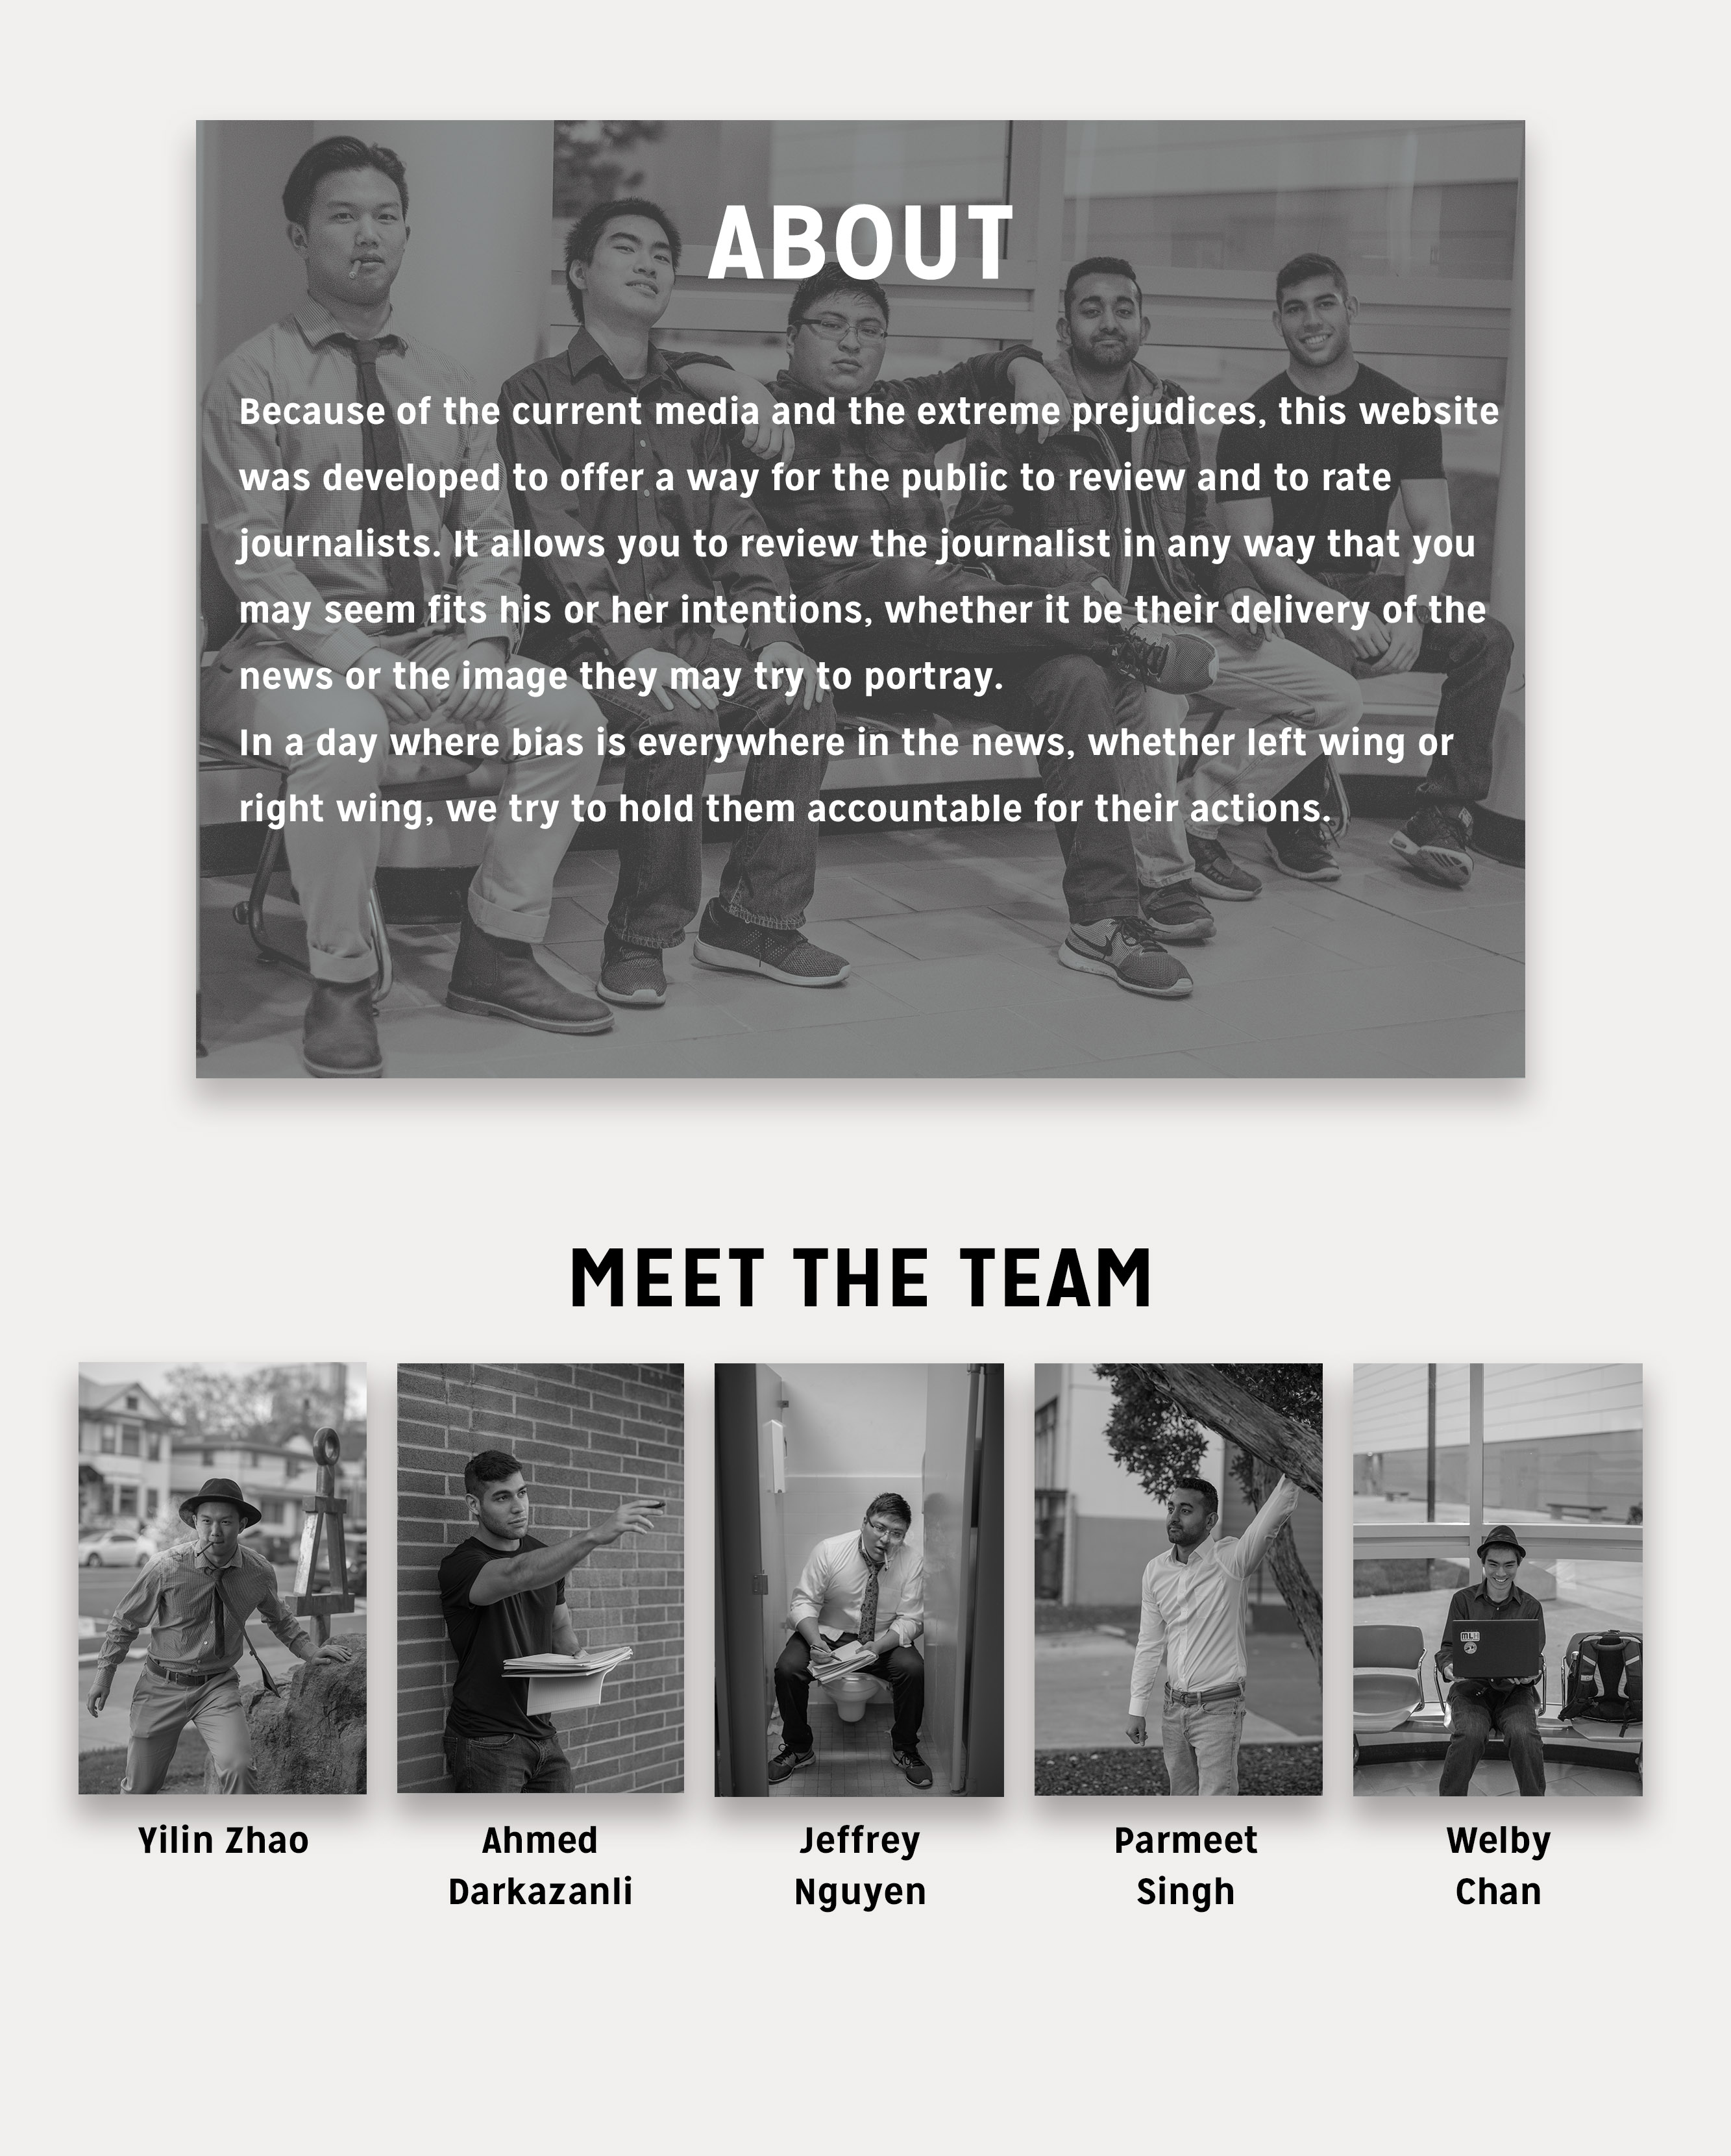 ABOUT
Because of the current media and the extreme prejudices, this website
was developed to offer a way for the public to review and to rate
journalists. It allows you to review the journalist in any way that you
may seem fits his or her intentions, whether it be their delivery of the
news or the image they may try to portray.
In a day where bias is everywhere in the news, whether left wing or
right wing, we try to hold them accountable for their actions.
MEET THE TEAM
Yilin Zhao
Ahmed
Darkazanli
Jeffrey
Nguyen
Parmeet
Singh
Welby
Chan